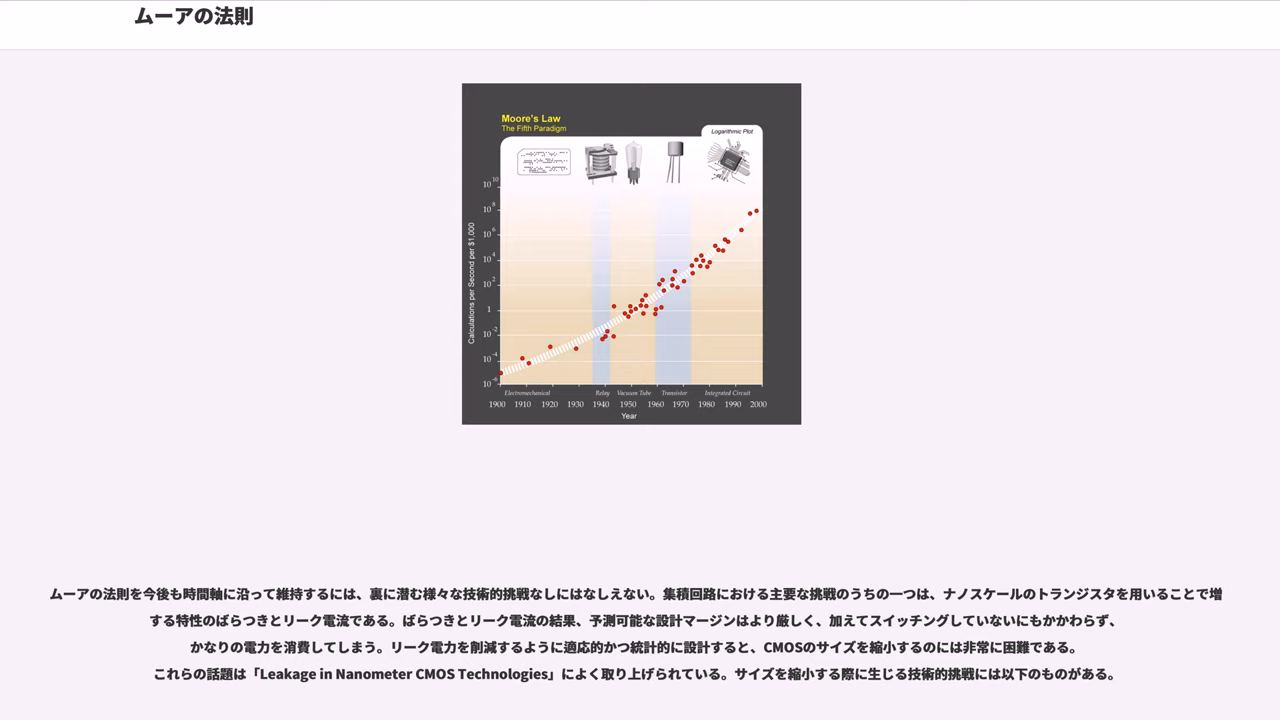 ムーアの法則
Moore's Law
The Fifth Paradigm
Logarithmic Plot
Calculations per Second per $1,000
10^10
10^8
10^6
10^4
10^2
1
10^-2
10^-4
10^-6
Electromechanical Relay Vacuum Tube Transistor Integrated Circuit
1900 1910 1920 1930 1940 1950 1960 1970 1980 1990 2000
Year
ムーアの法則を今後も時間軸に沿って維持するには、裏に潜む様々な技術的挑戦なしにはなしえない。集積回路における主要な挑戦のうちの一つは、ナノスケールのトランジスタを用いることで増
する特性のばらつきとリーク電流である。ばらつきとリーク電流の結果、予測可能な設計マージンはより厳しく、加えてスイッチングしていないにもかかわらず、
かなりの電力を消費してしまう。リーク電力を削減するように適応的かつ統計的に設計すると、CMOSのサイズを縮小するのには非常に困難である。
これらの話題は「Leakage in Nanometer CMOS Technologies」によく取り上げられている。サイズを縮小する際に生じる技術的挑戦には以下のものがある。